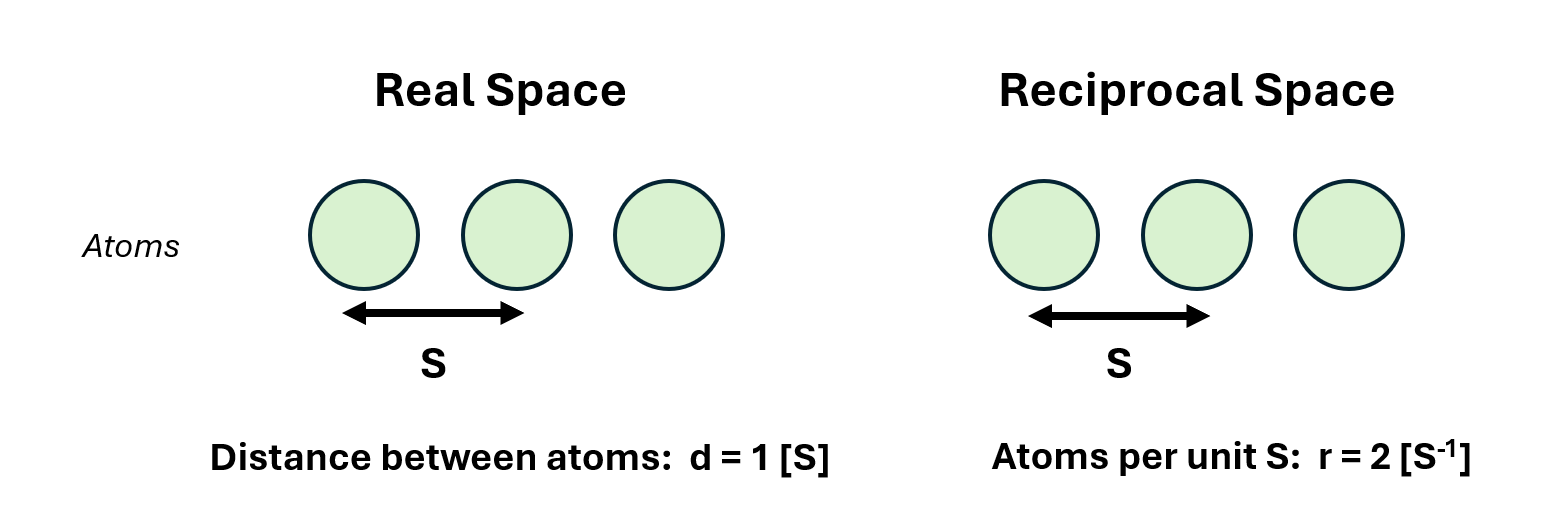 Real Space
Reciprocal Space
Atoms
S
S
Distance between atoms: d = 1 [S]
Atoms per unit S: r = 2 [S⁻¹]